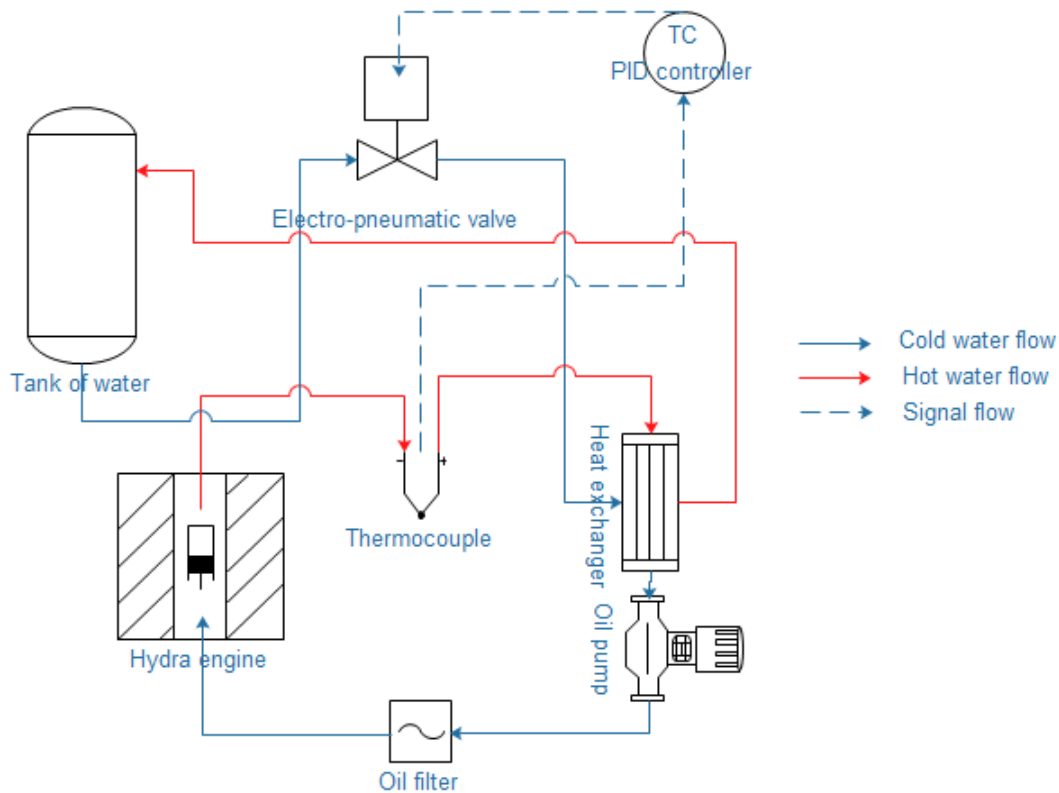 TC
PID controller
Electro-pneumatic valve
Tank of water
Cold water flow
Hot water flow
Signal flow
Heat exchanger
Thermocouple
Oil pump
Hydra engine
Oil filter